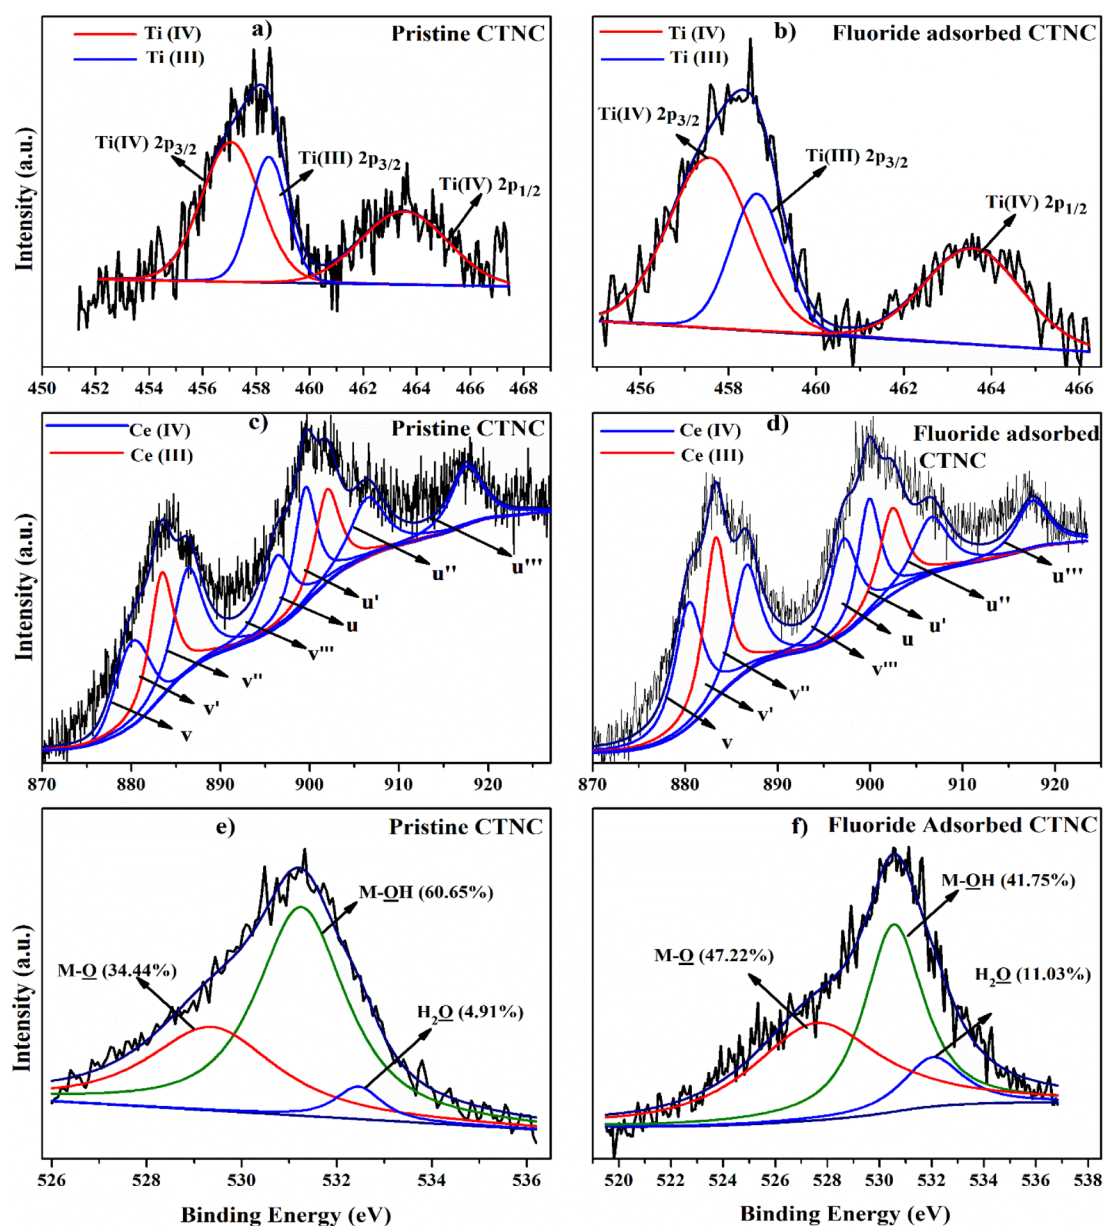 Ti (IV) a) Pristine CTNC
Ti (III)
Ti(IV) 2p3/2
Ti(III) 2p3/2
Ti(IV) 2p1/2
Intensity (a.u.)
450 452 454 456 458 460 462 464 466 468
Ti (IV) b) Fluoride adsorbed CTNC
Ti (III)
Ti(IV) 2p3/2
Ti(III) 2p3/2
Ti(IV) 2p1/2
456 458 460 462 464 466
Ce (IV) c) Pristine CTNC
Ce (III)
Intensity (a.u.)
v v' v'' v''' u u' u'' u'''
870 880 890 900 910 920
Ce (IV) d) Fluoride adsorbed
Ce (III) CTNC
v v' v'' v''' u u' u'' u'''
870 880 890 900 910 920
e) Pristine CTNC
M-OH (60.65%)
M-O (34.44%)
H2O (4.91%)
Intensity (a.u.)
526 528 530 532 534 536
Binding Energy (eV)
f) Fluoride Adsorbed CTNC
M-OH (41.75%)
M-O (47.22%)
H2O (11.03%)
520 522 524 526 528 530 532 534 536 538
Binding Energy (eV)